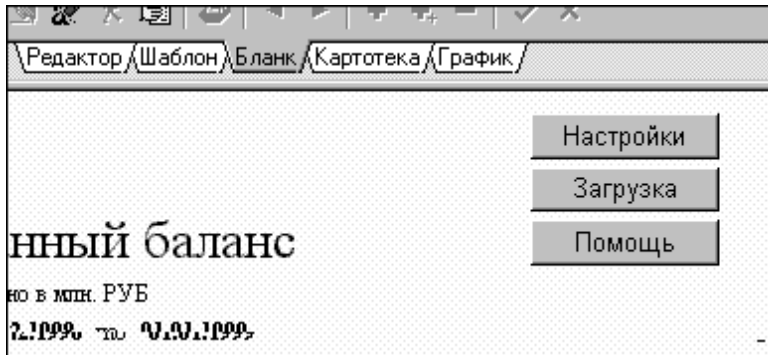 Редактор Шаблон Бланк Картотека График
Настройки
Загрузка
Помощь
нный баланс
но в млн. РУБ